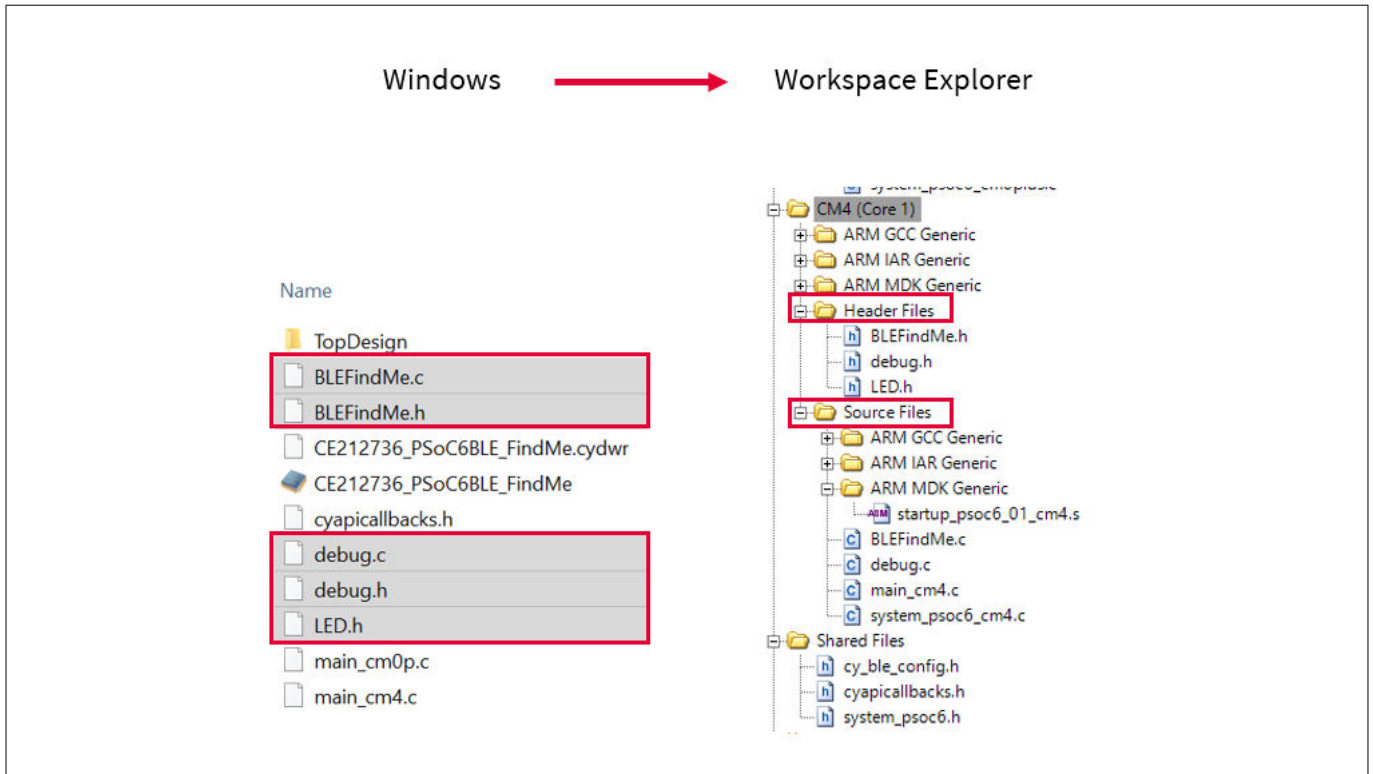 Windows
Workspace Explorer
Name
TopDesign
BLEFindMe.c
BLEFindMe.h
CE212736_PSoC6BLE_FindMe.cydwr
CE212736_PSoC6BLE_FindMe
cyapicallbacks.h
debug.c
debug.h
LED.h
main_cm0p.c
main_cm4.c
CM4 (Core 1)
ARM GCC Generic
ARM IAR Generic
ARM MDK Generic
Header Files
h BLEFindMe.h
h debug.h
h LED.h
Source Files
ARM GCC Generic
ARM IAR Generic
ARM MDK Generic
ASM startup_psoc6_01_cm4.s
C BLEFindMe.c
C debug.c
C main_cm4.c
C system_psoc6_cm4.c
Shared Files
h cy_ble_config.h
h cyapicallbacks.h
h system_psoc6.h